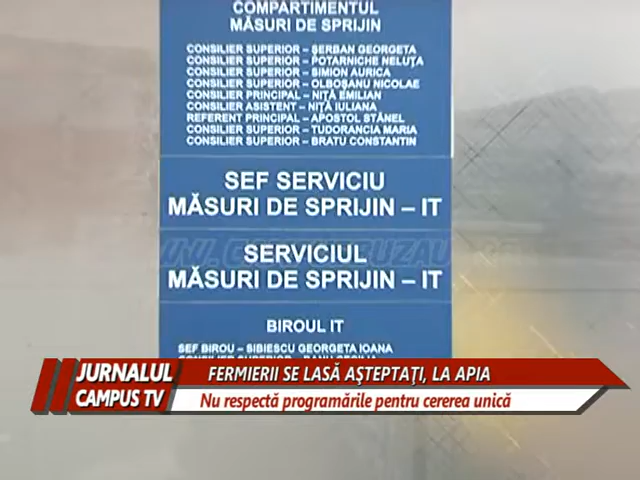 COMPARTIMENTUL
MĂSURI DE SPRIJIN
CONSILIER SUPERIOR – ŞERBAN GEORGEŢA
CONSILIER SUPERIOR – POTARNICHE NELUŢA
CONSILIER SUPERIOR – SIMION AURICA
CONSILIER SUPERIOR – OLBOŞANU NICOLAE
CONSILIER PRINCIPAL – NIŢĂ EMILIAN
CONSILIER ASISTENT – NIŢĂ IULIANA
REFERENT PRINCIPAL – APOSTOL STĂNEL
CONSILIER SUPERIOR – TUDORANCIA MARIA
CONSILIER SUPERIOR – BRATU CONSTANTIN
SEF SERVICIU
MĂSURI DE SPRIJIN – IT
SERVICIUL
MĂSURI DE SPRIJIN – IT
BIROUL IT
SEF BIROU – SIBIESCU GEORGETA IOANA
CONSILIER SUPERIOR –
JURNALUL
CAMPUS TV
FERMIERII SE LASĂ AŞTEPTAŢI, LA APIA
Nu respectă programările pentru cererea unică